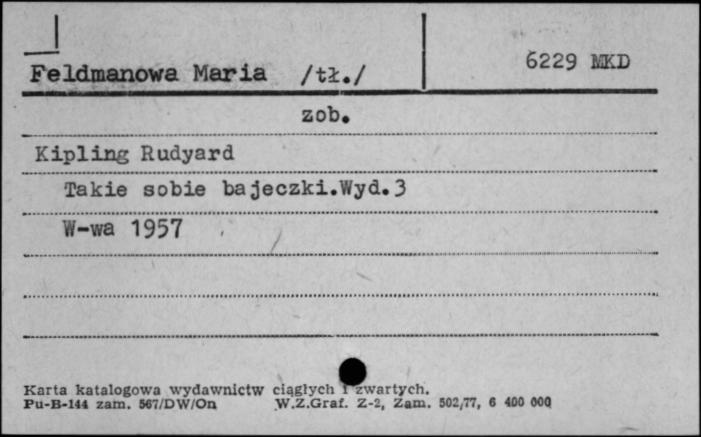 Feldmanowa Maria /tł./ 6229 MKD
zob.
Kipling Rudyard
Takie sobie bajeczki.Wyd.3
W-wa 1957
Karta katalogowa wydawnictw ciągłych i zwartych.
Pu-B-144 zam. 567/DW/On W.Z.Graf. Z-2, Zam. 502/77, 6 400 000